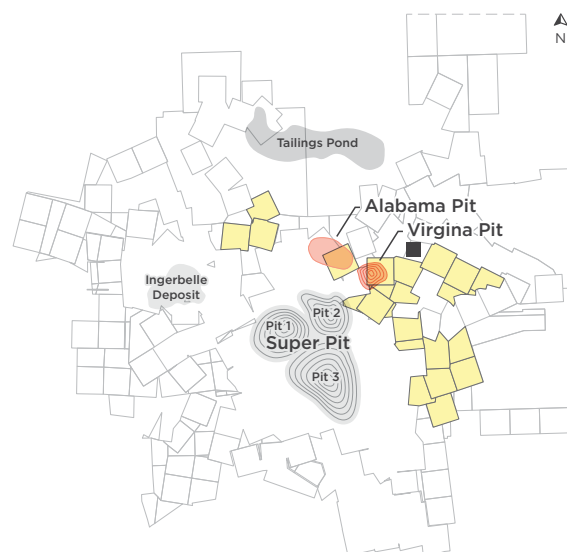 N
Tailings Pond
Alabama Pit
Virgina Pit
Ingerbelle
Deposit
Pit 2
Pit 1
Super Pit
Pit 3